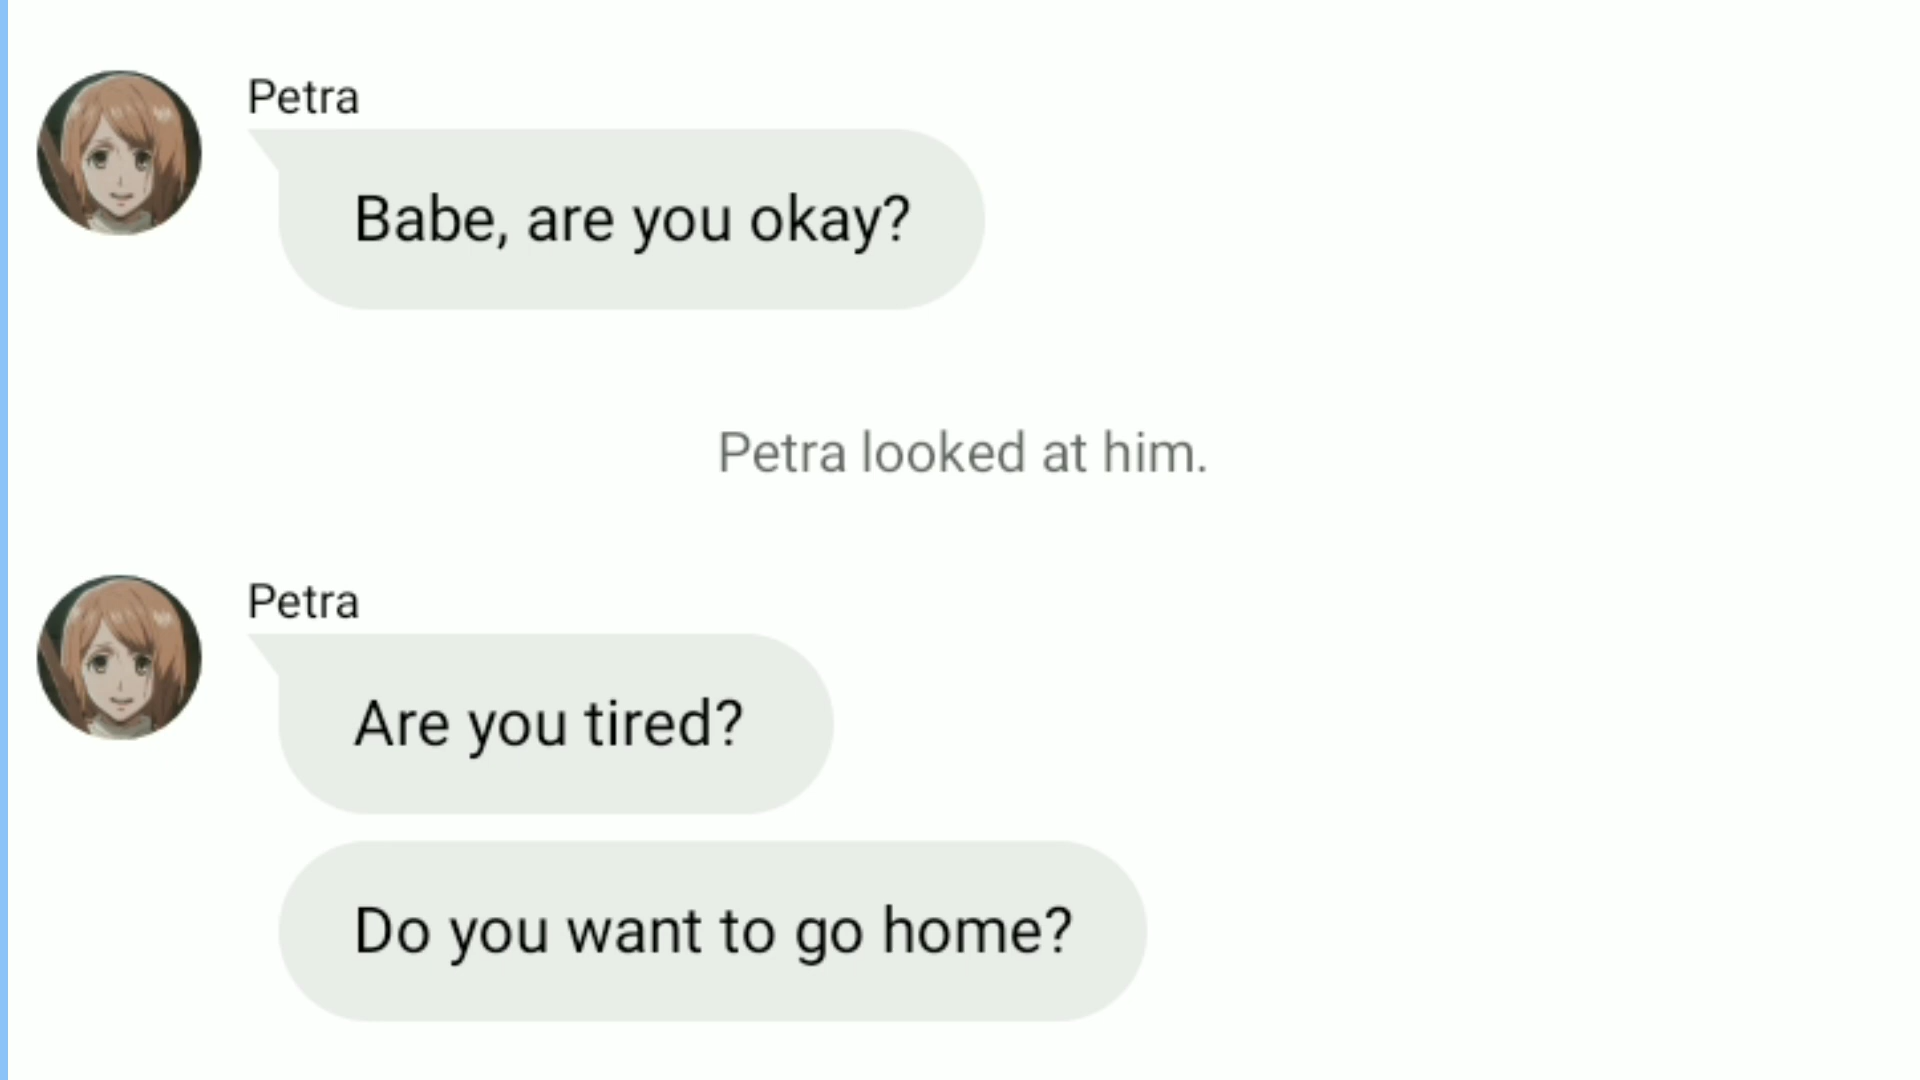 Petra
Babe, are you okay?
Petra looked at him.
Petra
Are you tired?
Do you want to go home?